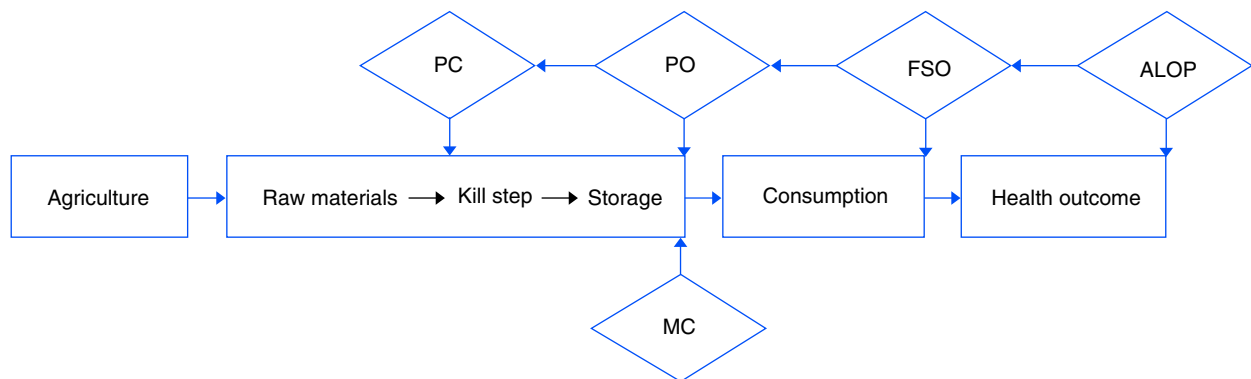 PC
PO
FSO
ALOP
Agriculture
Raw materials
Kill step
Storage
Consumption
Health outcome
MC